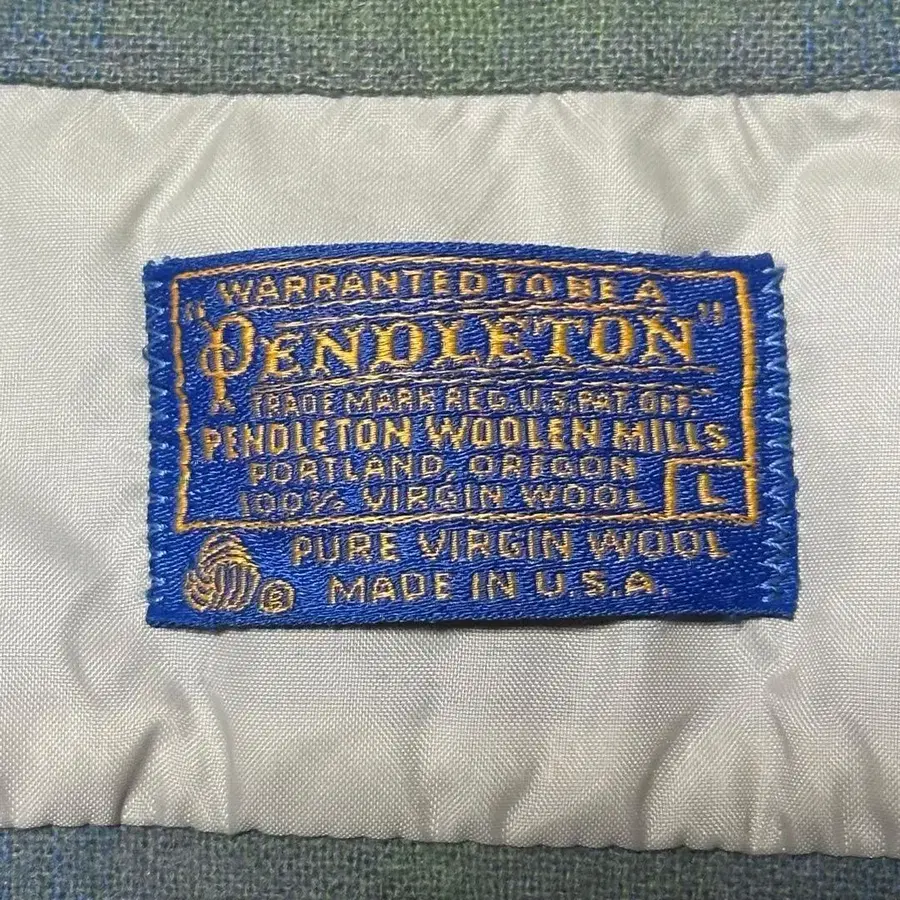 WARRANTED TO BE A
"PENDLETON"
TRADE MARK REG. U.S. PAT. OFF.
PENDLETON WOOLEN MILLS
PORTLAND, OREGON
100% VIRGIN WOOL L
PURE VIRGIN WOOL
® MADE IN U.S.A.